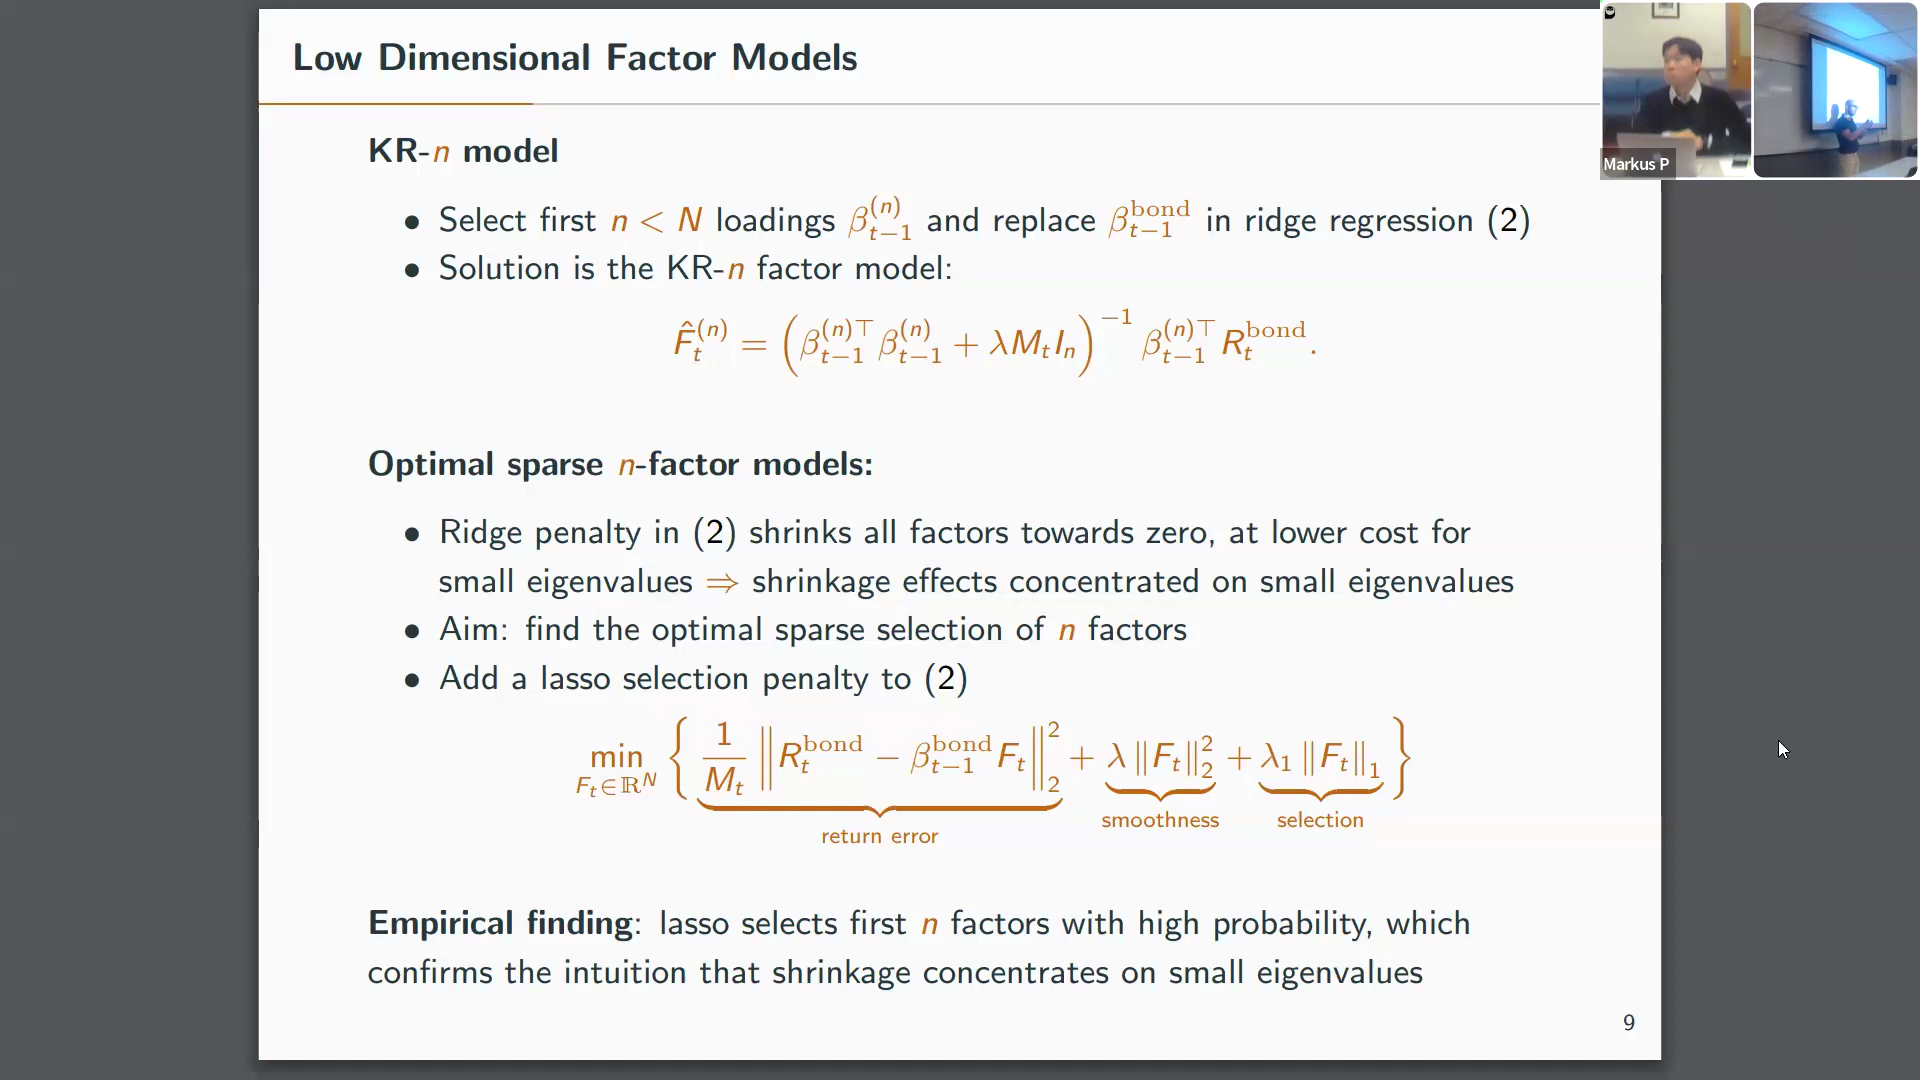 Low Dimensional Factor Models
Markus P
KR-n model
• Select first n < N loadings β_{t−1}^{(n)} and replace β_{t−1}^{bond} in ridge regression (2)
• Solution is the KR-n factor model:
F̂_t^{(n)} = (β_{t−1}^{(n)⊤} β_{t−1}^{(n)} + λM_t I_n)^{−1} β_{t−1}^{(n)⊤} R_t^{bond}.
Optimal sparse n-factor models:
• Ridge penalty in (2) shrinks all factors towards zero, at lower cost for
small eigenvalues ⇒ shrinkage effects concentrated on small eigenvalues
• Aim: find the optimal sparse selection of n factors
• Add a lasso selection penalty to (2)
min_{F_t∈ℝ^N} { 1/M_t ‖R_t^{bond} − β_{t−1}^{bond} F_t‖_2^2 + λ ‖F_t‖_2^2 + λ_1 ‖F_t‖_1 }
return error smoothness selection
Empirical finding: lasso selects first n factors with high probability, which
confirms the intuition that shrinkage concentrates on small eigenvalues
9